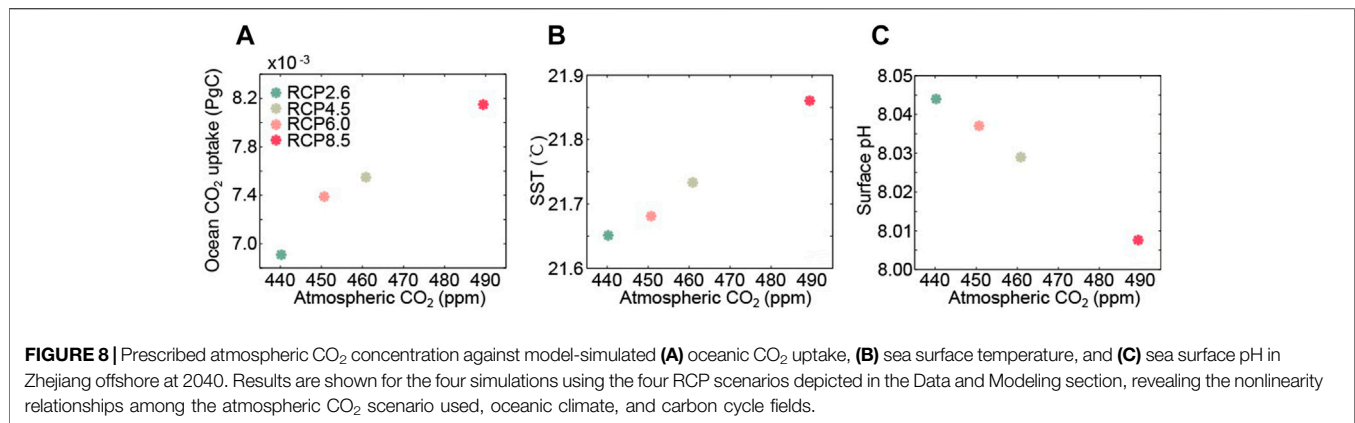 A
x10 -3
Ocean CO2 uptake (PgC)
8.2
7.8
7.4
7.0
RCP2.6
RCP4.5
RCP6.0
RCP8.5
440 450 460 470 480 490
Atmospheric CO2 (ppm)
B
SST (℃)
21.9
21.8
21.7
21.6
440 450 460 470 480 490
Atmospheric CO2 (ppm)
C
Surface pH
8.05
8.04
8.03
8.02
8.01
8.00
440 450 460 470 480 490
Atmospheric CO2 (ppm)
FIGURE 8 | Prescribed atmospheric CO2 concentration against model-simulated (A) oceanic CO2 uptake, (B) sea surface temperature, and (C) sea surface pH in
Zhejiang offshore at 2040. Results are shown for the four simulations using the four RCP scenarios depicted in the Data and Modeling section, revealing the nonlinearity
relationships among the atmospheric CO2 scenario used, oceanic climate, and carbon cycle fields.